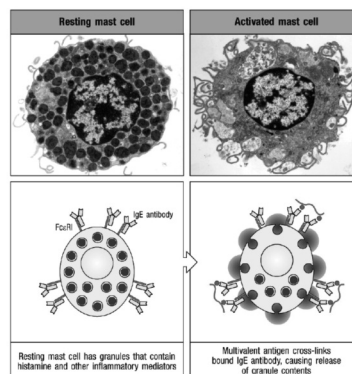 Resting mast cell
Activated mast cell
IgE antibody
FcεRI
Resting mast cell has granules that contain
histamine and other inflammatory mediators
Multivalent antigen cross-links
bound IgE antibody, causing release
of granule contents